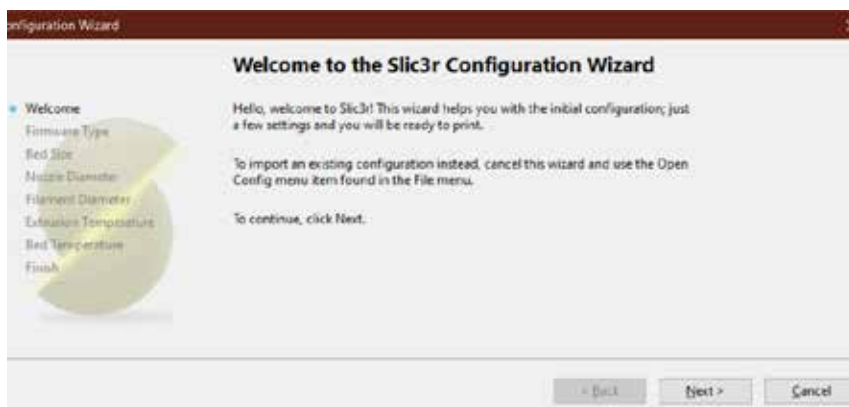 onfiguration Wizard
Welcome to the Slic3r Configuration Wizard
Welcome
Firmware Type
Bed Size
Nozzle Diameter
Filament Diameter
Extrusion Temperature
Bed Temperature
Finish
Hello, welcome to Slic3r! This wizard helps you with the initial configuration; just
a few settings and you will be ready to print.
To import an existing configuration instead, cancel this wizard and use the Open
Config menu item found in the File menu.
To continue, click Next.
< Back
Next >
Cancel